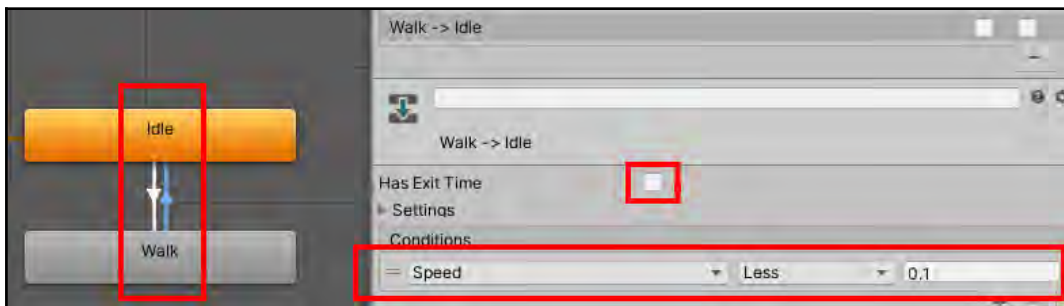 Idle
Walk
Walk -> Idle
Walk -> Idle
Has Exit Time
Settings
Conditions
= Speed Less 0.1